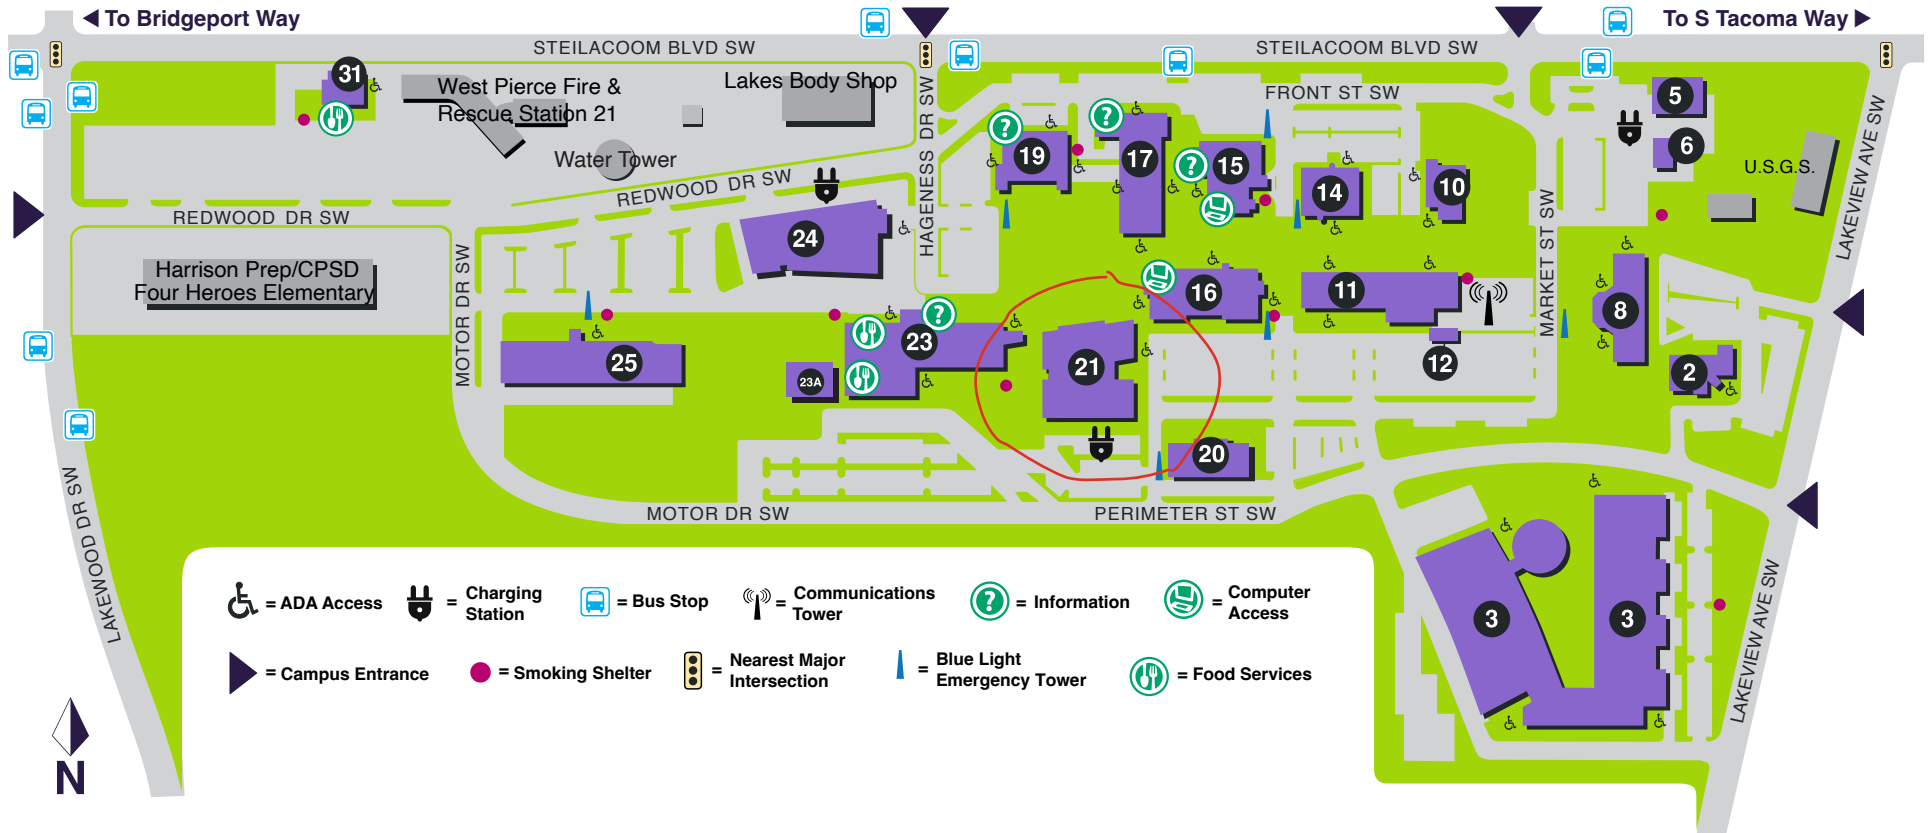 To Bridgeport Way
To S Tacoma Way
STEILACOOM BLVD SW
STEILACOOM BLVD SW
31
West Pierce Fire &
Rescue Station 21
Lakes Body Shop
Water Tower
HAGENESS DR SW
FRONT ST SW
5
6
U.S.G.S.
LAKEVIEW AVE SW
19
17
15
14
10
REDWOOD DR SW
REDWOOD DR SW
24
MARKET ST SW
MOTOR DR SW
Harrison Prep/CPSD
Four Heroes Elementary
16
11
8
23
25
23A
21
12
2
20
LAKEWOOD DR SW
MOTOR DR SW
PERIMETER ST SW
3
3
LAKEVIEW AVE SW
= ADA Access
= Charging
Station
= Bus Stop
= Communications
Tower
= Information
= Computer
Access
= Campus Entrance
= Smoking Shelter
= Nearest Major
Intersection
= Blue Light
Emergency Tower
= Food Services
N